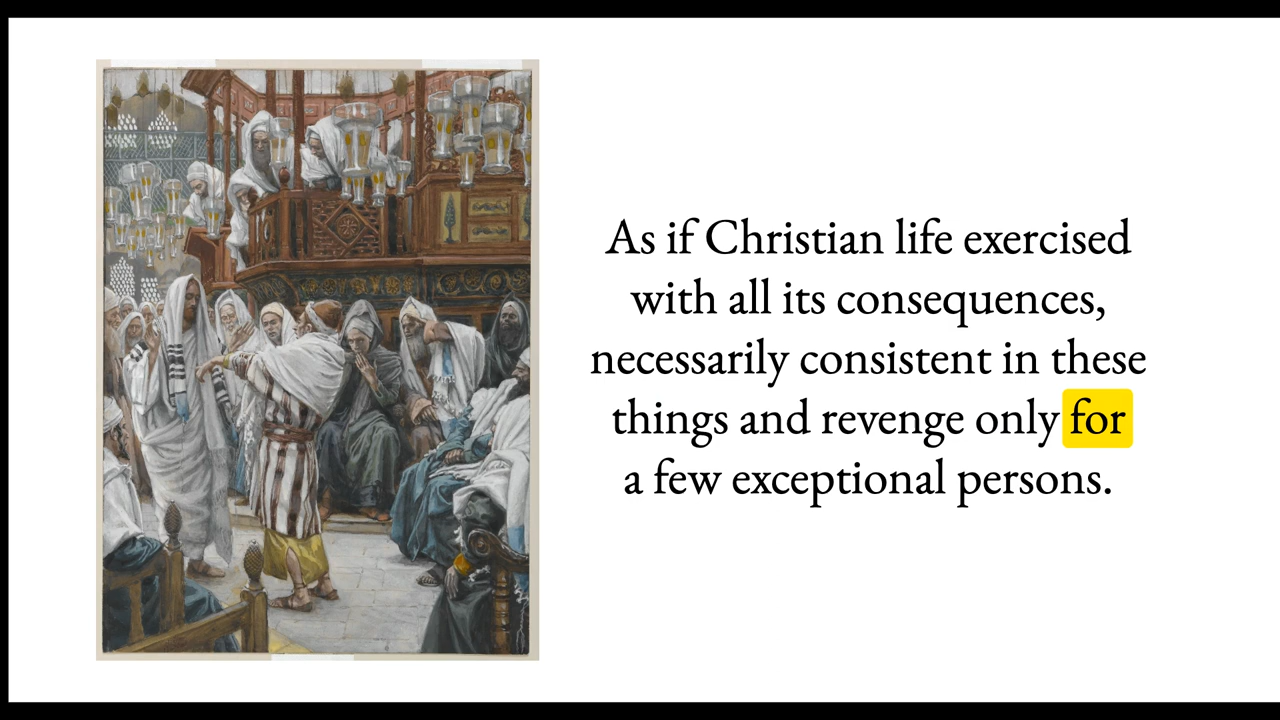 As if Christian life exercised
with all its consequences,
necessarily consistent in these
things and revenge only for
a few exceptional persons.